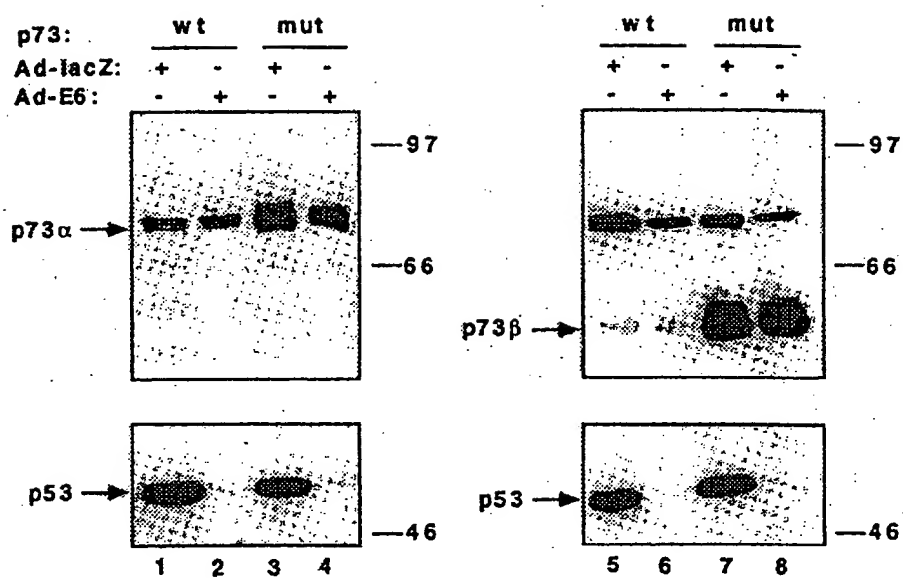 p73: wt mut wt mut
Ad-lacZ: + - + - + - + -
Ad-E6: - + - + - + - +
97 97
p73α
66 66
p73β
p53 p53
46 46
1 2 3 4 5 6 7 8